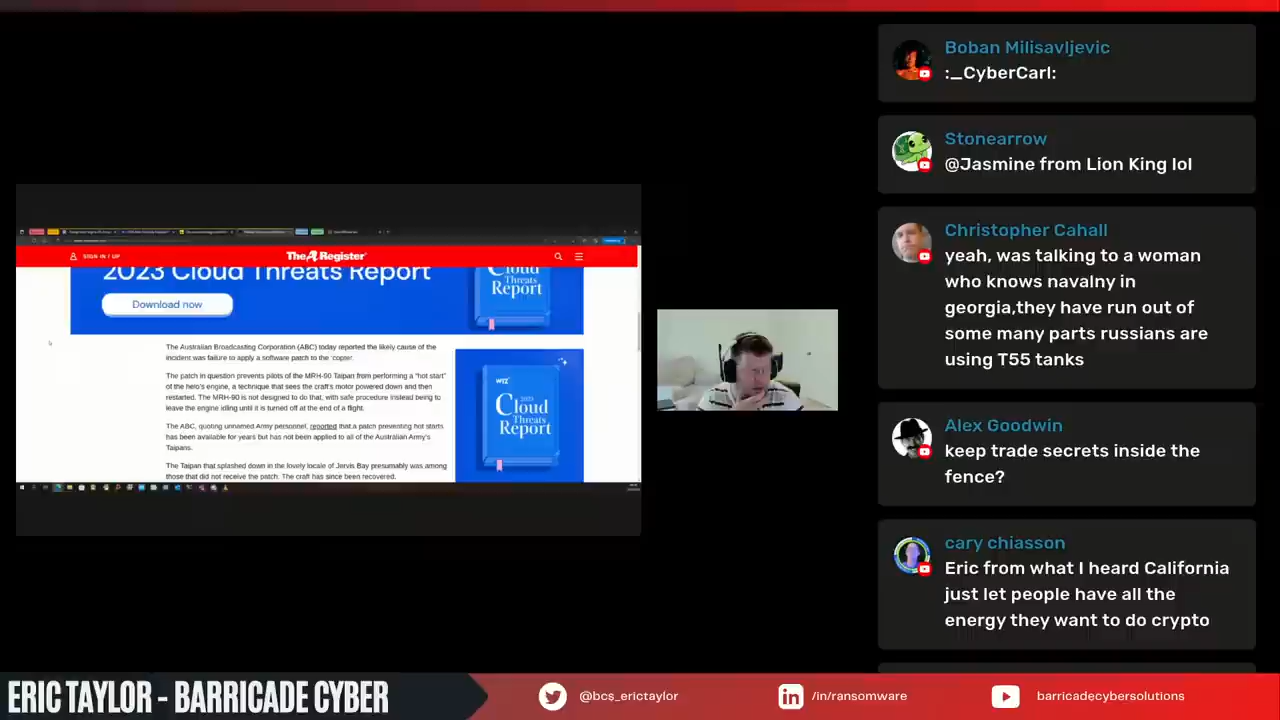 SIGN IN / UP
The Register
2023 Cloud Threats Report
Download now
The Australian Broadcasting Corporation (ABC) today reported the likely cause of the
incident was failure to apply a software patch to the 'copter.
The patch in question prevents pilots of the MRH-90 Taipan from performing a "hot start"
of the hero's engine, a technique that sees the craft's motor powered down and then
restarted. The MRH-90 is not designed to do that, with safe procedure instead being to
leave the engine idling until it is turned off at the end of a flight.
The ABC, quoting unnamed Army personnel, reported that a patch preventing hot starts
has been available for years but has not been applied to all of the Australian Army's
Taipans.
The Taipan that splashed down in the lovely locale of Jervis Bay presumably was among
those that did not receive the patch. The craft has since been recovered.
Cloud
Threats
Report
WIZ
2023
Cloud
Threats
Report
Boban Milisavljevic
:_CyberCarl:
Stonearrow
@Jasmine from Lion King lol
Christopher Cahall
yeah, was talking to a woman
who knows navalny in
georgia,they have run out of
some many parts russians are
using T55 tanks
Alex Goodwin
keep trade secrets inside the
fence?
cary chiasson
Eric from what I heard California
just let people have all the
energy they want to do crypto
ERIC TAYLOR - BARRICADE CYBER
@bcs_erictaylor
/in/ransomware
barricadecybersolutions